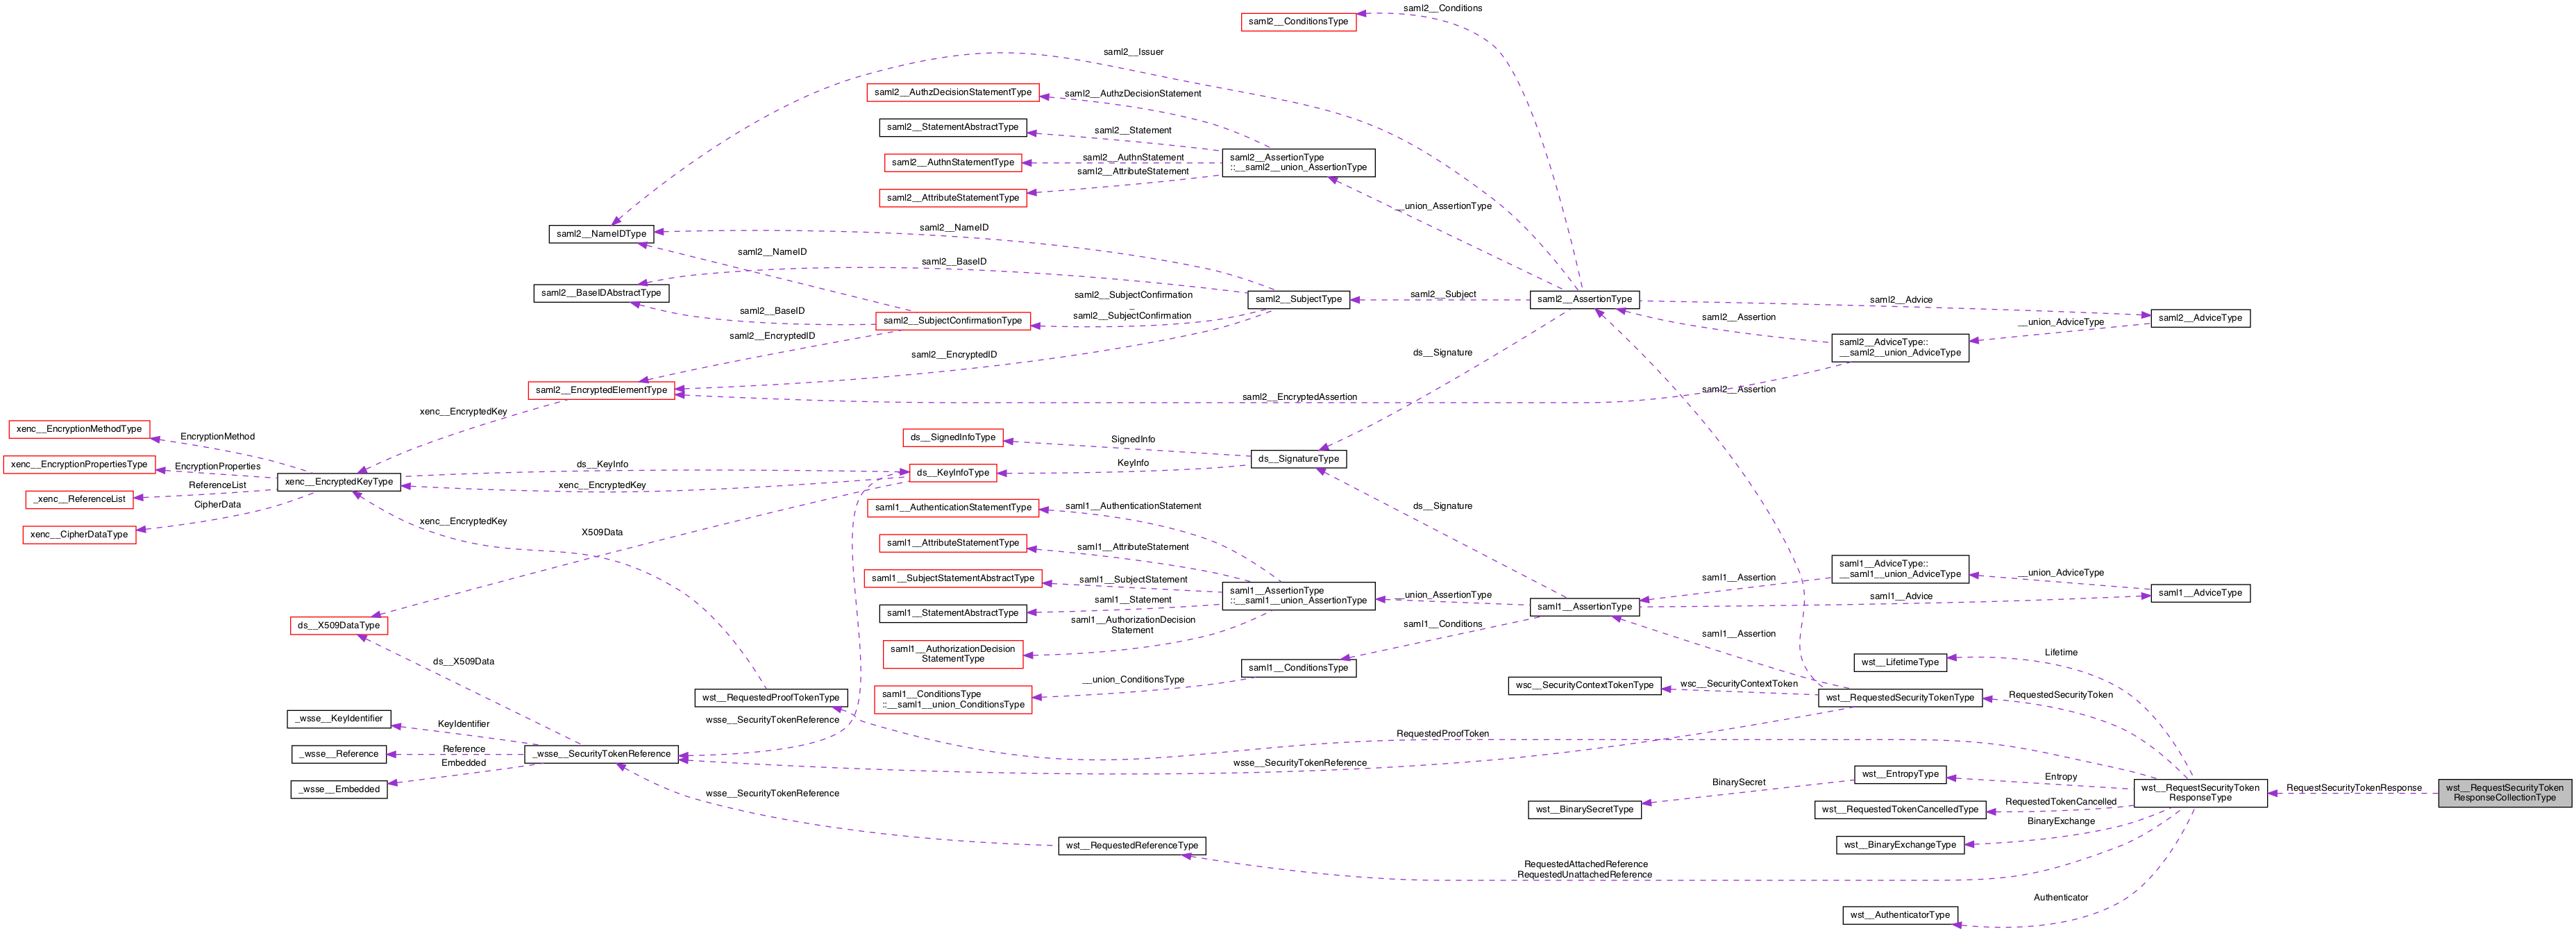 saml2__Conditions
saml2__ConditionsType
saml2__Issuer
saml2__AuthzDecisionStatementType
saml2__AuthzDecisionStatement
saml2__StatementAbstractType
saml2__Statement
saml2__AuthnStatementType
saml2__AuthnStatement
saml2__AssertionType
::__saml2__union_AssertionType
saml2__AttributeStatement
saml2__AttributeStatementType
__union_AssertionType
saml2__NameIDType
saml2__NameID
saml2__NameID
saml2__BaseID
saml2__BaseIDAbstractType
saml2__SubjectConfirmation
saml2__SubjectType
saml2__Subject
saml2__AssertionType
saml2__Advice
saml2__AdviceType
saml2__BaseID
saml2__SubjectConfirmationType
saml2__SubjectConfirmation
saml2__Assertion
__union_AdviceType
saml2__EncryptedID
saml2__AdviceType::
__saml2__union_AdviceType
saml2__EncryptedID
ds__Signature
saml2__EncryptedElementType
saml2__EncryptedAssertion
saml2__Assertion
xenc__EncryptedKey
xenc__EncryptionMethodType
EncryptionMethod
ds__SignedInfoType
SignedInfo
xenc__EncryptionPropertiesType
EncryptionProperties
ds__KeyInfo
ds__KeyInfoType
KeyInfo
ds__SignatureType
xenc__EncryptedKeyType
ReferenceList
xenc__EncryptedKey
_xenc__ReferenceList
CipherData
xenc__CipherDataType
xenc__EncryptedKey
X509Data
saml1__AuthenticationStatementType
saml1__AuthenticationStatement
ds__Signature
saml1__AttributeStatementType
saml1__AttributeStatement
saml1__SubjectStatementAbstractType
saml1__SubjectStatement
saml1__AssertionType
::__saml1__union_AssertionType
__union_AssertionType
saml1__StatementAbstractType
saml1__Statement
saml1__AssertionType
saml1__Assertion
saml1__AdviceType::
__saml1__union_AdviceType
__union_AdviceType
saml1__Advice
saml1__AdviceType
saml1__AuthorizationDecision
Statement
saml1__AuthorizationDecision
StatementType
saml1__Conditions
saml1__Assertion
ds__X509DataType
ds__X509Data
saml1__ConditionsType
__union_ConditionsType
saml1__ConditionsType
::__saml1__union_ConditionsType
wst__LifetimeType
Lifetime
wsc__SecurityContextTokenType
wsc__SecurityContextToken
wst__RequestedSecurityTokenType
RequestedSecurityToken
wst__RequestedProofTokenType
_wsse__KeyIdentifier
KeyIdentifier
wsse__SecurityTokenReference
RequestedProofToken
_wsse__Reference
Reference
_wsse__SecurityTokenReference
wsse__SecurityTokenReference
_wsse__Embedded
Embedded
BinarySecret
wst__EntropyType
Entropy
wsse__SecurityTokenReference
wst__RequestSecurityToken
ResponseType
RequestSecurityTokenResponse
wst__RequestSecurityToken
ResponseCollectionType
wst__BinarySecretType
wst__RequestedTokenCancelledType
RequestedTokenCancelled
BinaryExchange
wst__RequestedReferenceType
wst__BinaryExchangeType
RequestedAttachedReference
RequestedUnattachedReference
Authenticator
wst__AuthenticatorType